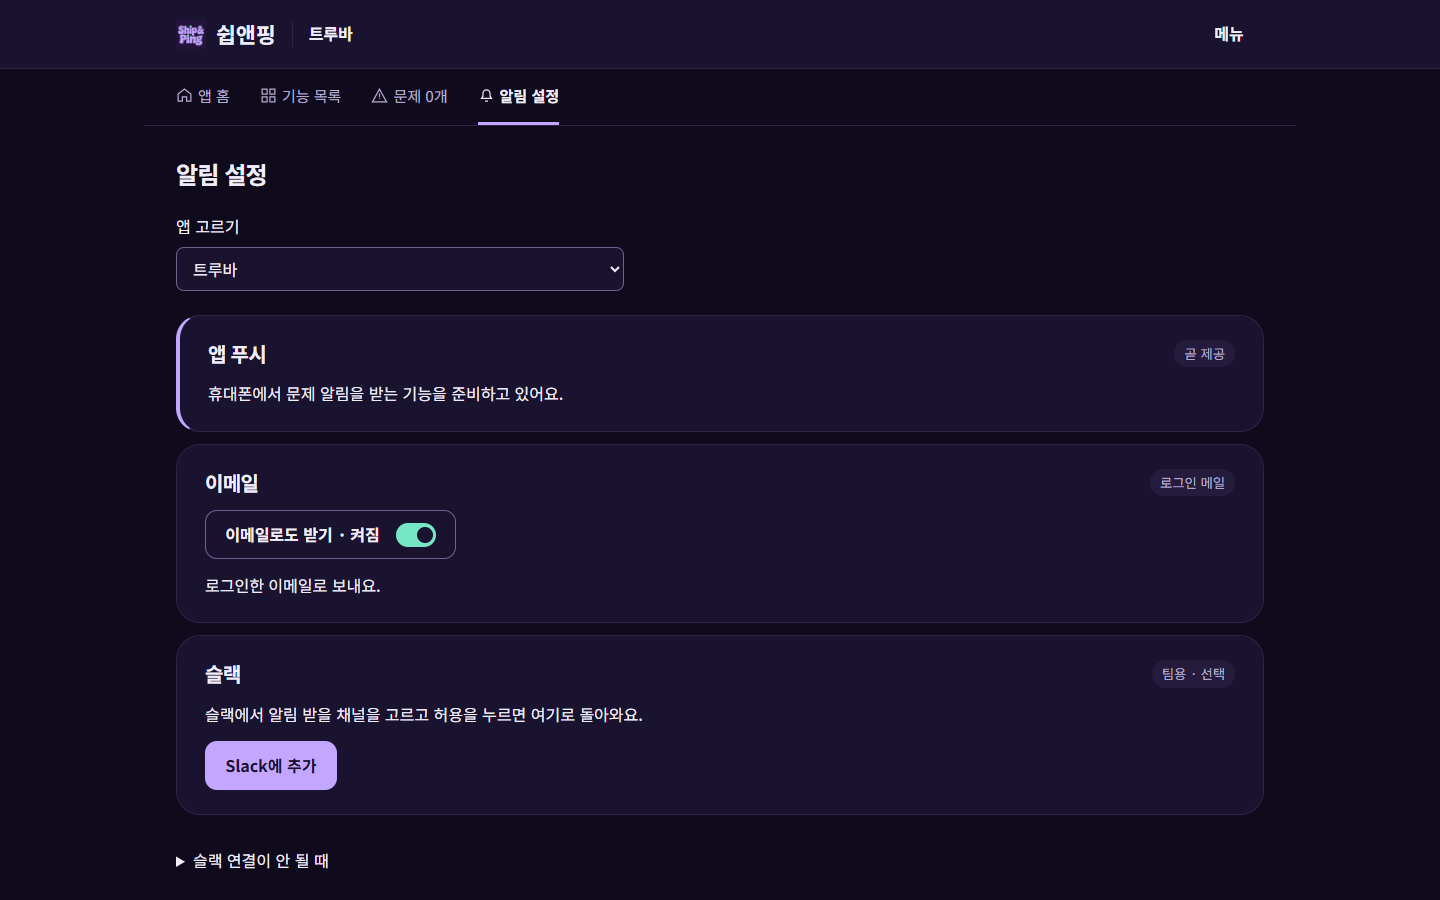 Ship&
Ping
쉽앤핑
트루바
메뉴
앱 홈
기능 목록
문제 0개
알림 설정
알림 설정
앱 고르기
트루바
앱 푸시
곧 제공
휴대폰에서 문제 알림을 받는 기능을 준비하고 있어요.
이메일
로그인 메일
이메일로도 받기 · 켜짐
로그인한 이메일로 보내요.
슬랙
팀용 · 선택
슬랙에서 알림 받을 채널을 고르고 허용을 누르면 여기로 돌아와요.
Slack에 추가
슬랙 연결이 안 될 때